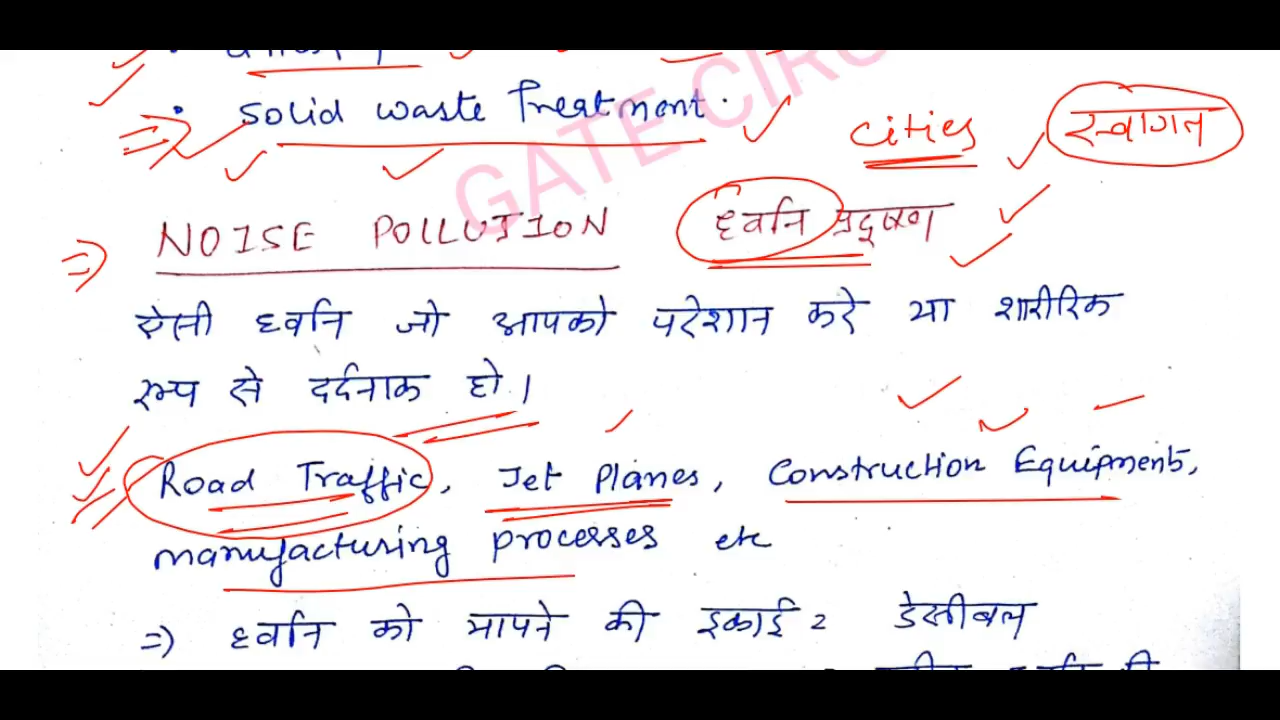 • Solid waste Treatment.
cities स्वागत
⇒ NOISE POLLUTION ध्वनि प्रदूषण
ऐसी ध्वनि जो आपको परेशान करे या शारीरिक
रूप से दर्दनाक हो।
Road Traffic, Jet Planes, Construction Equipments,
manufacturing processes etc
⇒ ध्वनि को मापने की इकाई = डेसीबल